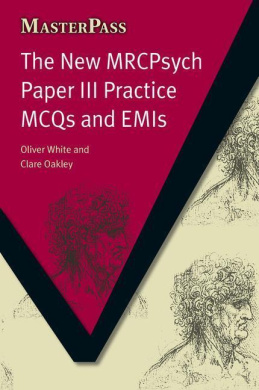 MASTERPASS
The New MRCPsych
Paper III Practice
MCQs and EMIs
Oliver White and
Clare Oakley